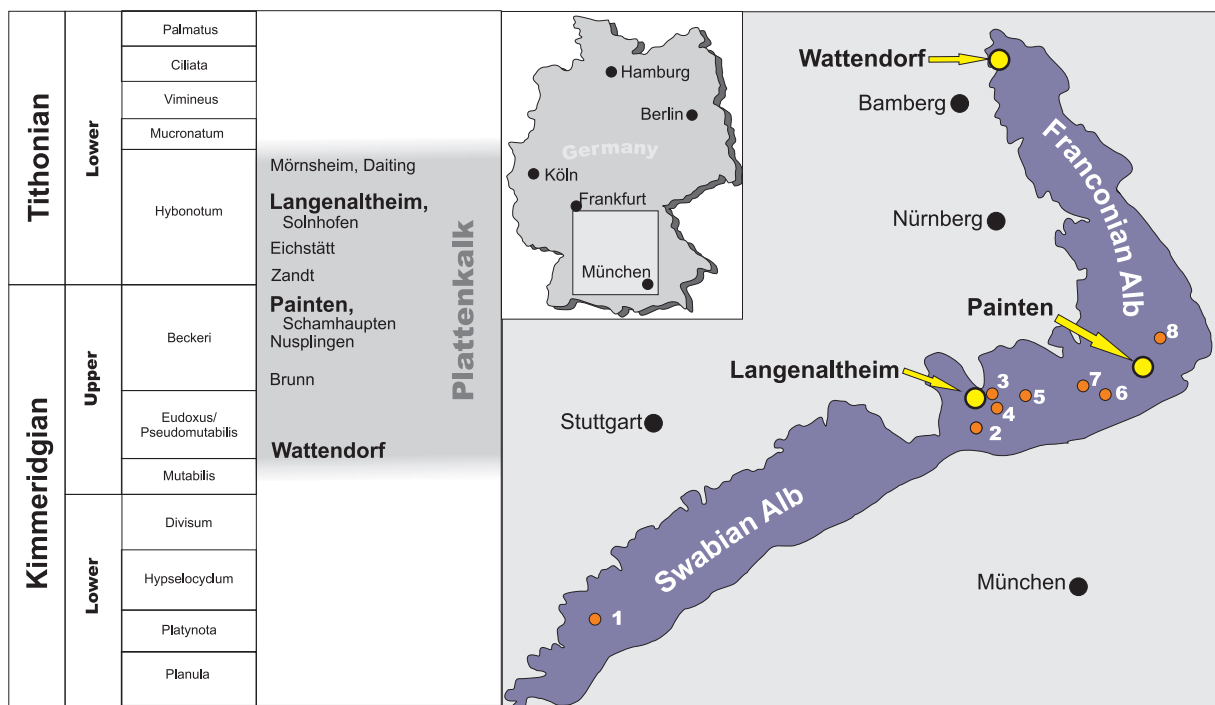 Tithonian
Lower
Palmatus
Ciliata
Vimineus
Mucronatum
Hybonotum
Kimmeridgian
Upper
Beckeri
Eudoxus/
Pseudomutabilis
Mutabilis
Lower
Divisum
Hypselocyclum
Platynota
Planula
Mörnsheim, Daiting
Langenaltheim,
Solnhofen
Eichstätt
Zandt
Painten,
Schamhaupten
Nusplingen
Brunn
Wattendorf
Plattenkalk
Hamburg
Berlin
Germany
Köln
Frankfurt
München
Wattendorf
Bamberg
Franconian Alb
Nürnberg
Painten
8
Langenaltheim
3
7
5
6
4
2
Stuttgart
Swabian Alb
München
1